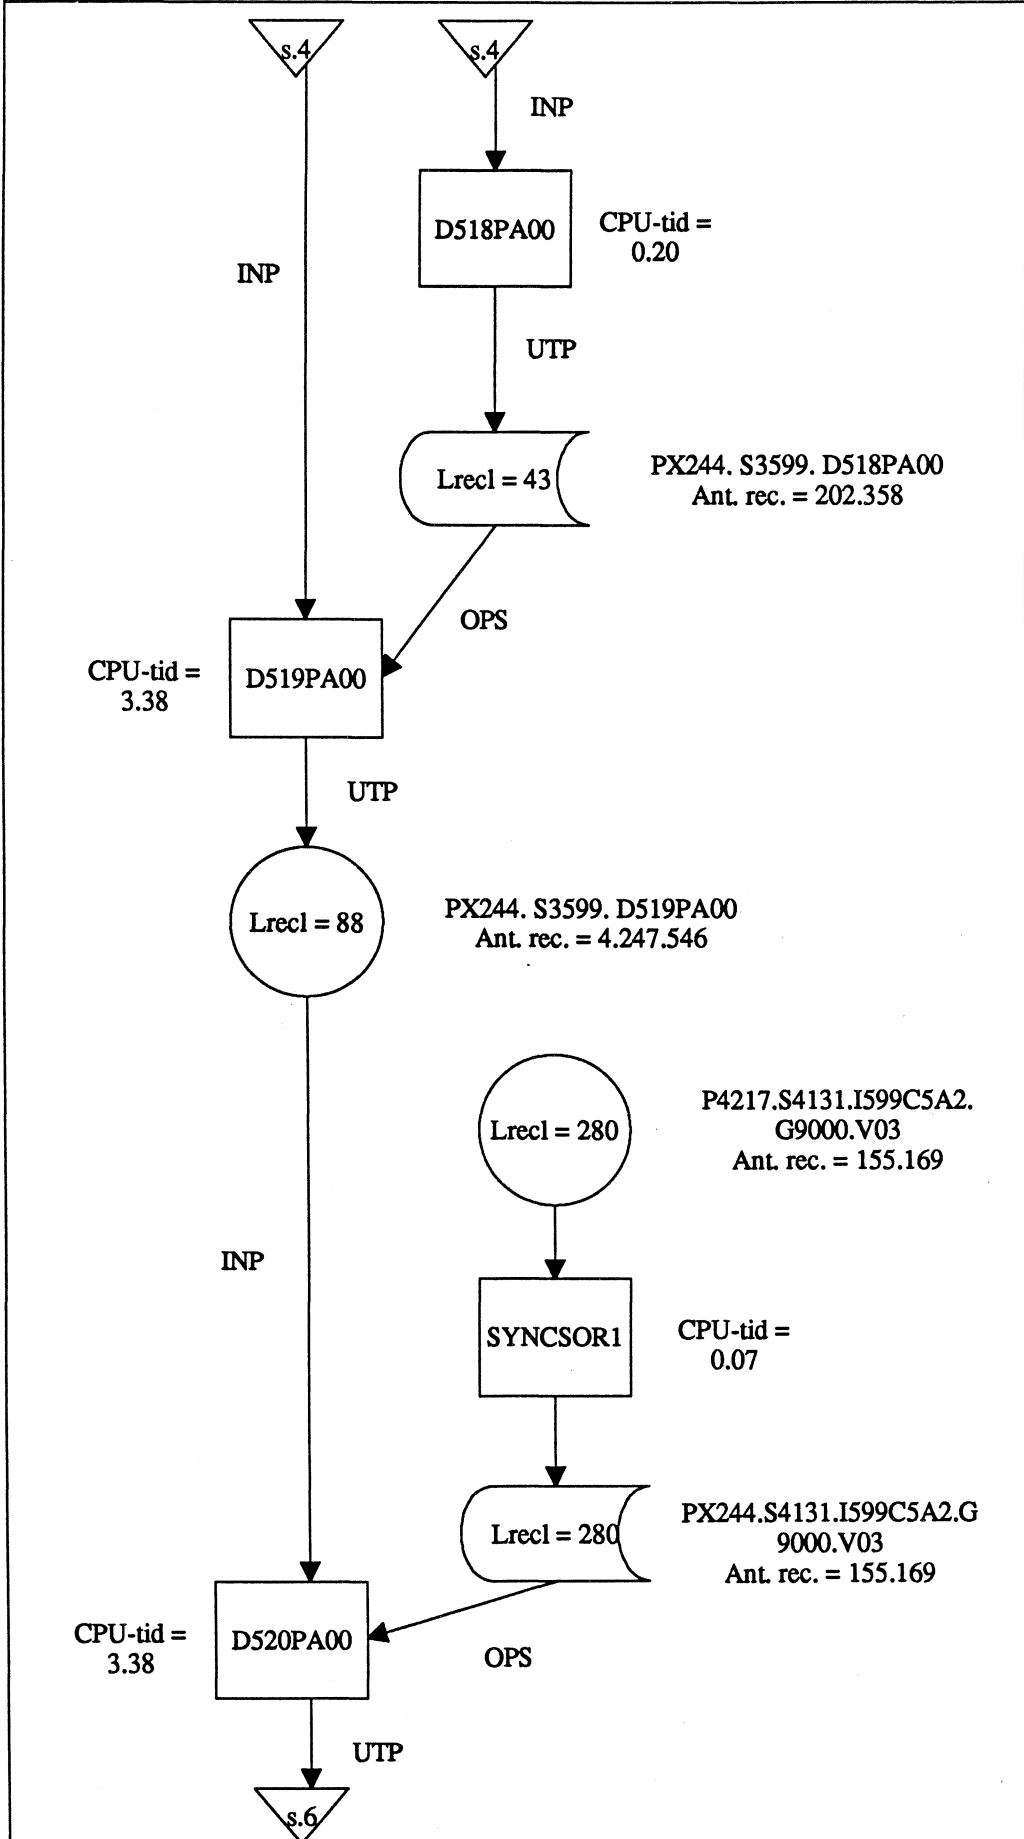 s.4
s.4
INP
D518PA00
CPU-tid =
0.20
INP
UTP
Lrecl = 43
PX244. S3599. D518PA00
Ant. rec. = 202.358
OPS
CPU-tid =
3.38
D519PA00
UTP
Lrecl = 88
PX244. S3599. D519PA00
Ant. rec. = 4.247.546
Lrecl = 280
P4217.S4131.I599C5A2.
G9000.V03
Ant. rec. = 155.169
INP
SYNCSOR1
CPU-tid =
0.07
Lrecl = 280
PX244.S4131.I599C5A2.G
9000.V03
Ant. rec. = 155.169
CPU-tid =
3.38
D520PA00
OPS
UTP
s.6